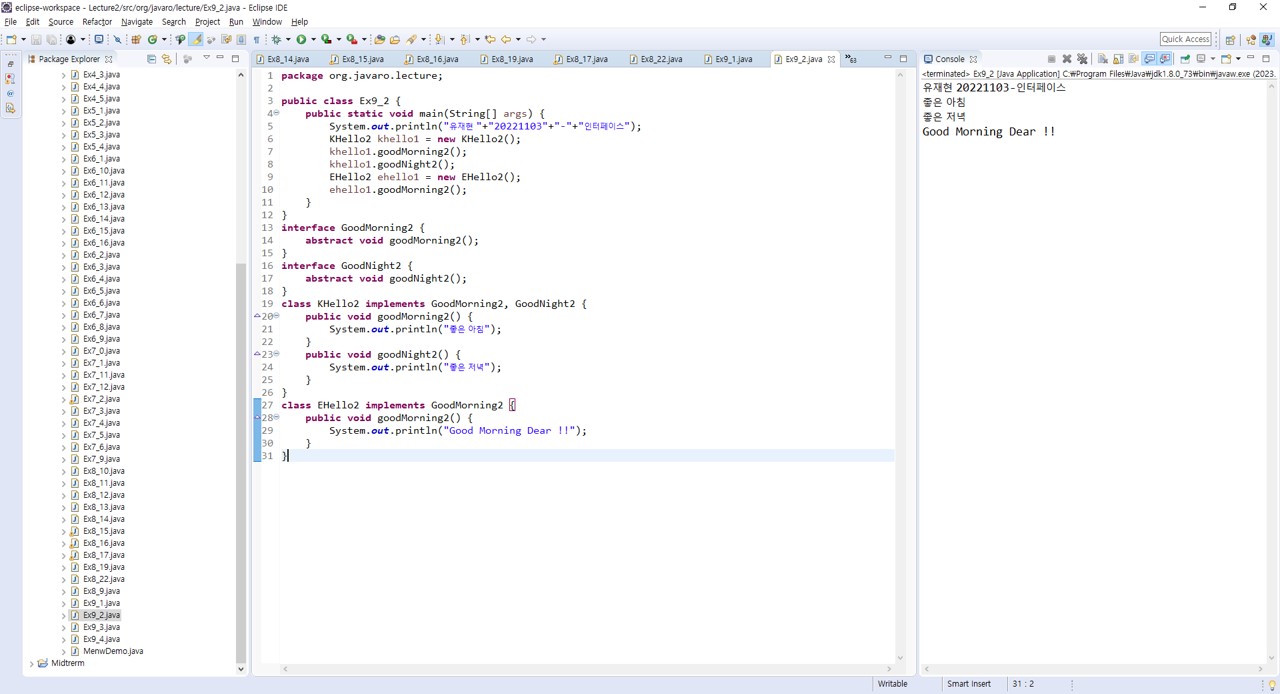 eclipse-workspace - Lecture2/src/org/javaro/lecture/Ex9_2.java - Eclipse IDE
File Edit Source Refactor Navigate Search Project Run Window Help
Quick Access
Package Explorer
Ex4_3.java
Ex4_4.java
Ex4_5.java
Ex5_1.java
Ex5_2.java
Ex5_3.java
Ex5_4.java
Ex6_1.java
Ex6_10.java
Ex6_11.java
Ex6_12.java
Ex6_13.java
Ex6_14.java
Ex6_15.java
Ex6_16.java
Ex6_2.java
Ex6_3.java
Ex6_4.java
Ex6_5.java
Ex6_6.java
Ex6_7.java
Ex6_8.java
Ex6_9.java
Ex7_0.java
Ex7_1.java
Ex7_11.java
Ex7_12.java
Ex7_2.java
Ex7_3.java
Ex7_4.java
Ex7_5.java
Ex7_6.java
Ex7_9.java
Ex8_10.java
Ex8_11.java
Ex8_12.java
Ex8_13.java
Ex8_14.java
Ex8_15.java
Ex8_16.java
Ex8_17.java
Ex8_19.java
Ex8_22.java
Ex8_9.java
Ex9_1.java
Ex9_2.java
Ex9_3.java
Ex9_4.java
MenwDemo.java
Midtrerm
Ex8_14.java Ex8_15.java Ex8_16.java Ex8_19.java Ex8_17.java Ex8_22.java Ex9_1.java Ex9_2.java »63
1 package org.javaro.lecture;
2
3 public class Ex9_2 {
4 public static void main(String[] args) {
5 System.out.println("유재현 "+"20221103"+"-"+"인터페이스");
6 KHello2 khello1 = new KHello2();
7 khello1.goodMorning2();
8 khello1.goodNight2();
9 EHello2 ehello1 = new EHello2();
10 ehello1.goodMorning2();
11 }
12 }
13 interface GoodMorning2 {
14 abstract void goodMorning2();
15 }
16 interface GoodNight2 {
17 abstract void goodNight2();
18 }
19 class KHello2 implements GoodMorning2, GoodNight2 {
20 public void goodMorning2() {
21 System.out.println("좋은 아침");
22 }
23 public void goodNight2() {
24 System.out.println("좋은 저녁");
25 }
26 }
27 class EHello2 implements GoodMorning2 {
28 public void goodMorning2() {
29 System.out.println("Good Morning Dear !!");
30 }
31 }
Console
<terminated> Ex9_2 [Java Application] C:₩Program Files₩Java₩jdk1.8.0_73₩bin₩javaw.exe (2023.
유재현 20221103-인터페이스
좋은 아침
좋은 저녁
Good Morning Dear !!
Writable Smart Insert 31 : 2